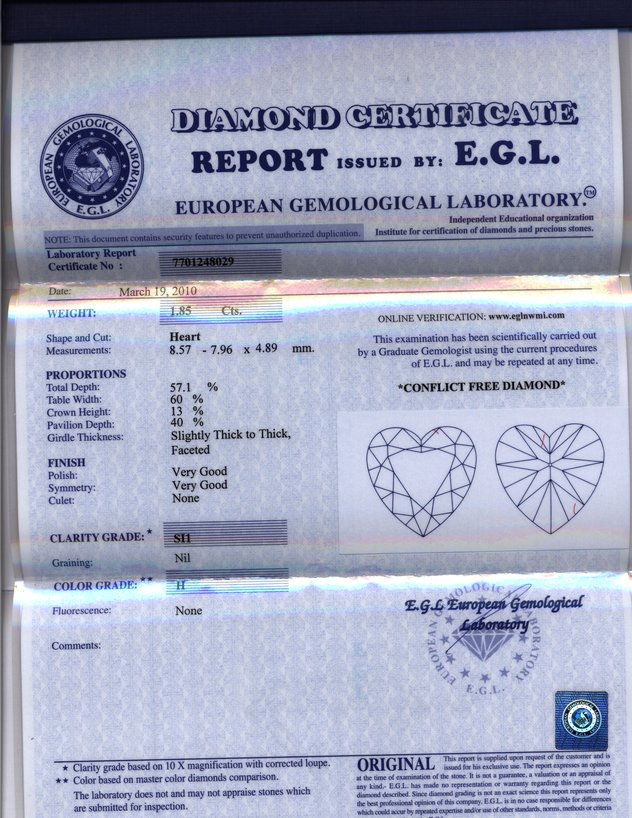 EUROPEAN GEMOLOGICAL LABORATORY
E.G.L.
DIAMOND CERTIFICATE
REPORT ISSUED BY: E.G.L.
EUROPEAN GEMOLOGICAL LABORATORY.™
Independent Educational organization
Institute for certification of diamonds and precious stones.
NOTE: This document contains security features to prevent unauthorized duplication.
Laboratory Report
Certificate No : 7701248029
Date: March 19, 2010
WEIGHT: 1.85 Cts.
ONLINE VERIFICATION: www.eglnwmi.com
Shape and Cut: Heart
Measurements: 8.57 - 7.96 x 4.89 mm.
This examination has been scientifically carried out
by a Graduate Gemologist using the current procedures
of E.G.L. and may be repeated at any time.
*CONFLICT FREE DIAMOND*
PROPORTIONS
Total Depth: 57.1 %
Table Width: 60 %
Crown Height: 13 %
Pavilion Depth: 40 %
Girdle Thickness: Slightly Thick to Thick,
Faceted
FINISH
Polish: Very Good
Symmetry: Very Good
Culet: None
CLARITY GRADE: * SI1
Graining: Nil
COLOR GRADE: ** H
Fluorescence: None
E.G.L European Gemological
Laboratory
EUROPEAN GEMOLOGICAL LABORATORY
E.G.L.
Comments:
★ Clarity grade based on 10 X magnification with corrected loupe.
★★ Color based on master color diamonds comparison.
The laboratory does not and may not appraise stones which
are submitted for inspection.
ORIGINAL This report is supplied upon request of the customer and is
issued for his exclusive use. The report expresses an opinion
at the time of examination of the stone. It is not a guarantee, a valuation or an appraisal of
any kind.- E.G.L. has made no representation or warranty regarding this report or the
diamond described. Since diamond grading is not an exact science this report represents only
the best professional opinion of this company. E.G.L. is in no case responsible for differences
which could occur by repeated expertise and/or use of other standards, norms, methods or criteria